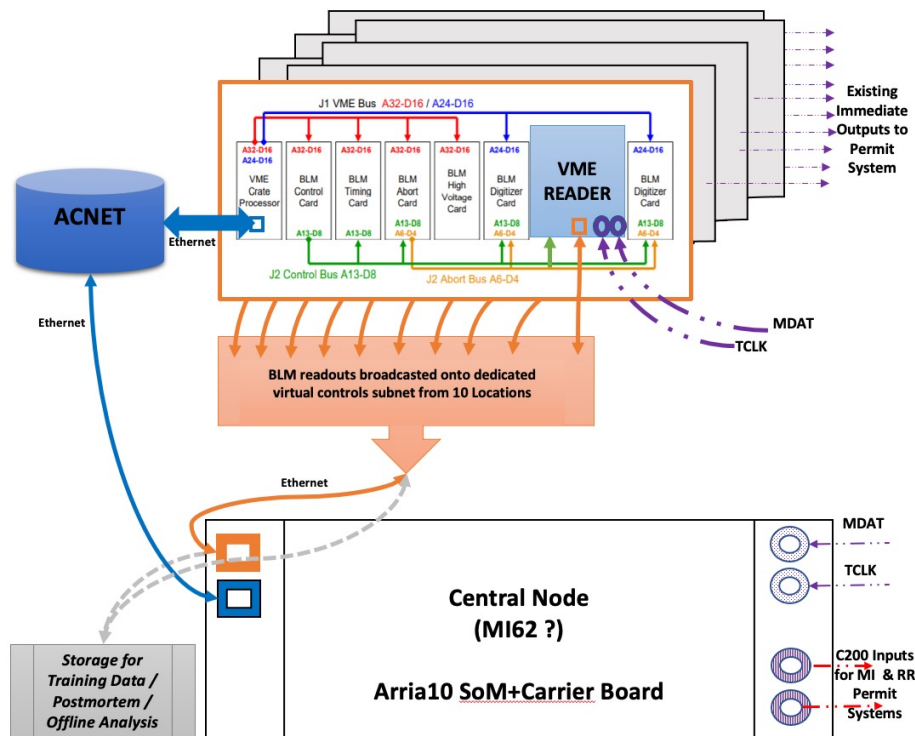 J1 VME Bus A32-D16 / A24-D16
A32-D16
A24-D16
VME
Crate
Processor
A32-D16
BLM
Control
Card
A13-D8
A32-D16
BLM
Timing
Card
A13-D8
A32-D16
BLM
Abort
Card
A13-D8
A6-D4
A32-D16
BLM
High
Voltage
Card
A24-D16
BLM
Digitizer
Card
A13-D8
A6-D4
VME
READER
A24-D16
BLM
Digitizer
Card
A13-D8
A6-D4
J2 Control Bus A13-D8
J2 Abort Bus A6-D4
Existing
Immediate
Outputs to
Permit
System
ACNET
Ethernet
Ethernet
MDAT
TCLK
BLM readouts broadcasted onto dedicated
virtual controls subnet from 10 Locations
Ethernet
Central Node
(MI62 ?)
Arria10 SoM+Carrier Board
MDAT
TCLK
C200 Inputs
for MI & RR
Permit
Systems
Storage for
Training Data /
Postmortem /
Offline Analysis